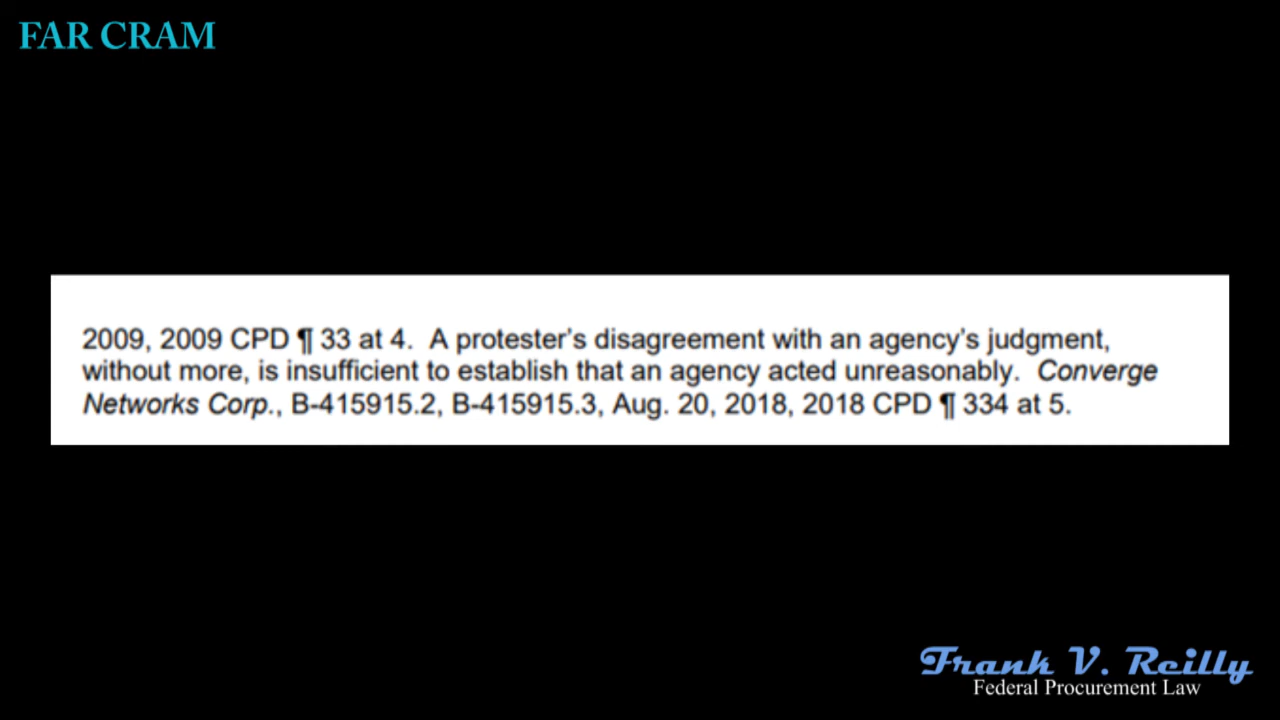 FAR CRAM
2009, 2009 CPD ¶ 33 at 4.  A protester's disagreement with an agency's judgment,
without more, is insufficient to establish that an agency acted unreasonably.  Converge
Networks Corp., B-415915.2, B-415915.3, Aug. 20, 2018, 2018 CPD ¶ 334 at 5.
Frank V. Reilly
Federal Procurement Law